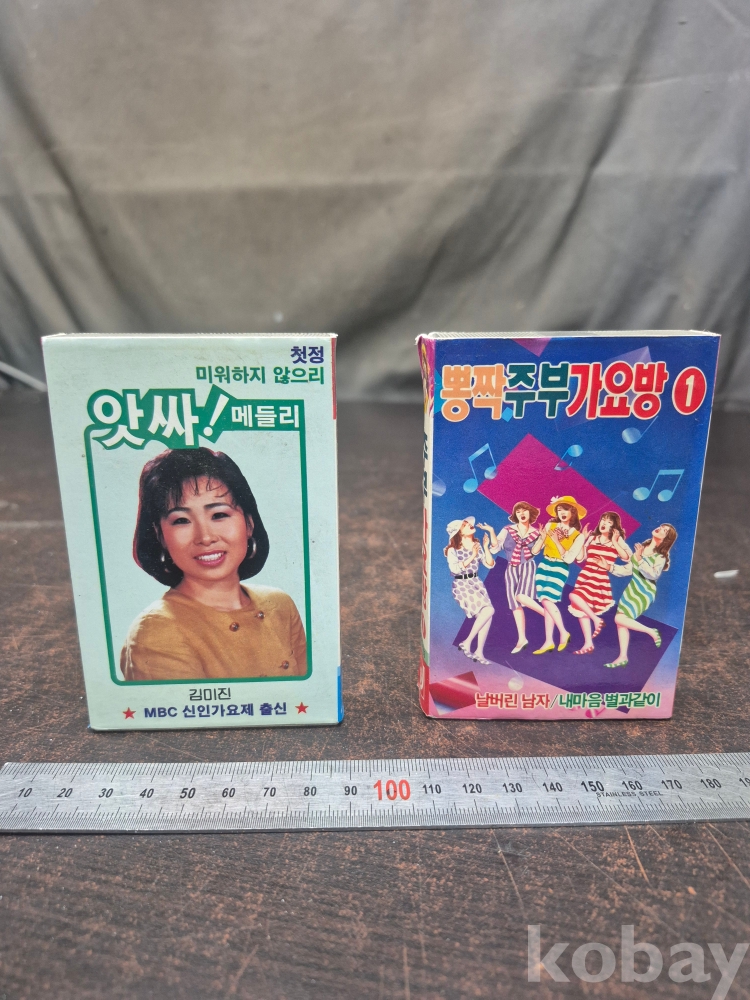 첫정
미워하지 않으리
앗싸! 메들리
김미진
★ MBC 신인가요제 출신 ★
뽕짝 주부가요방 1
날버린 남자/내마음 별과같이
10 20 30 40 50 60 70 80 90 100 110 120 130 140 150 160 170 180
STAINLESS STEEL
kobay